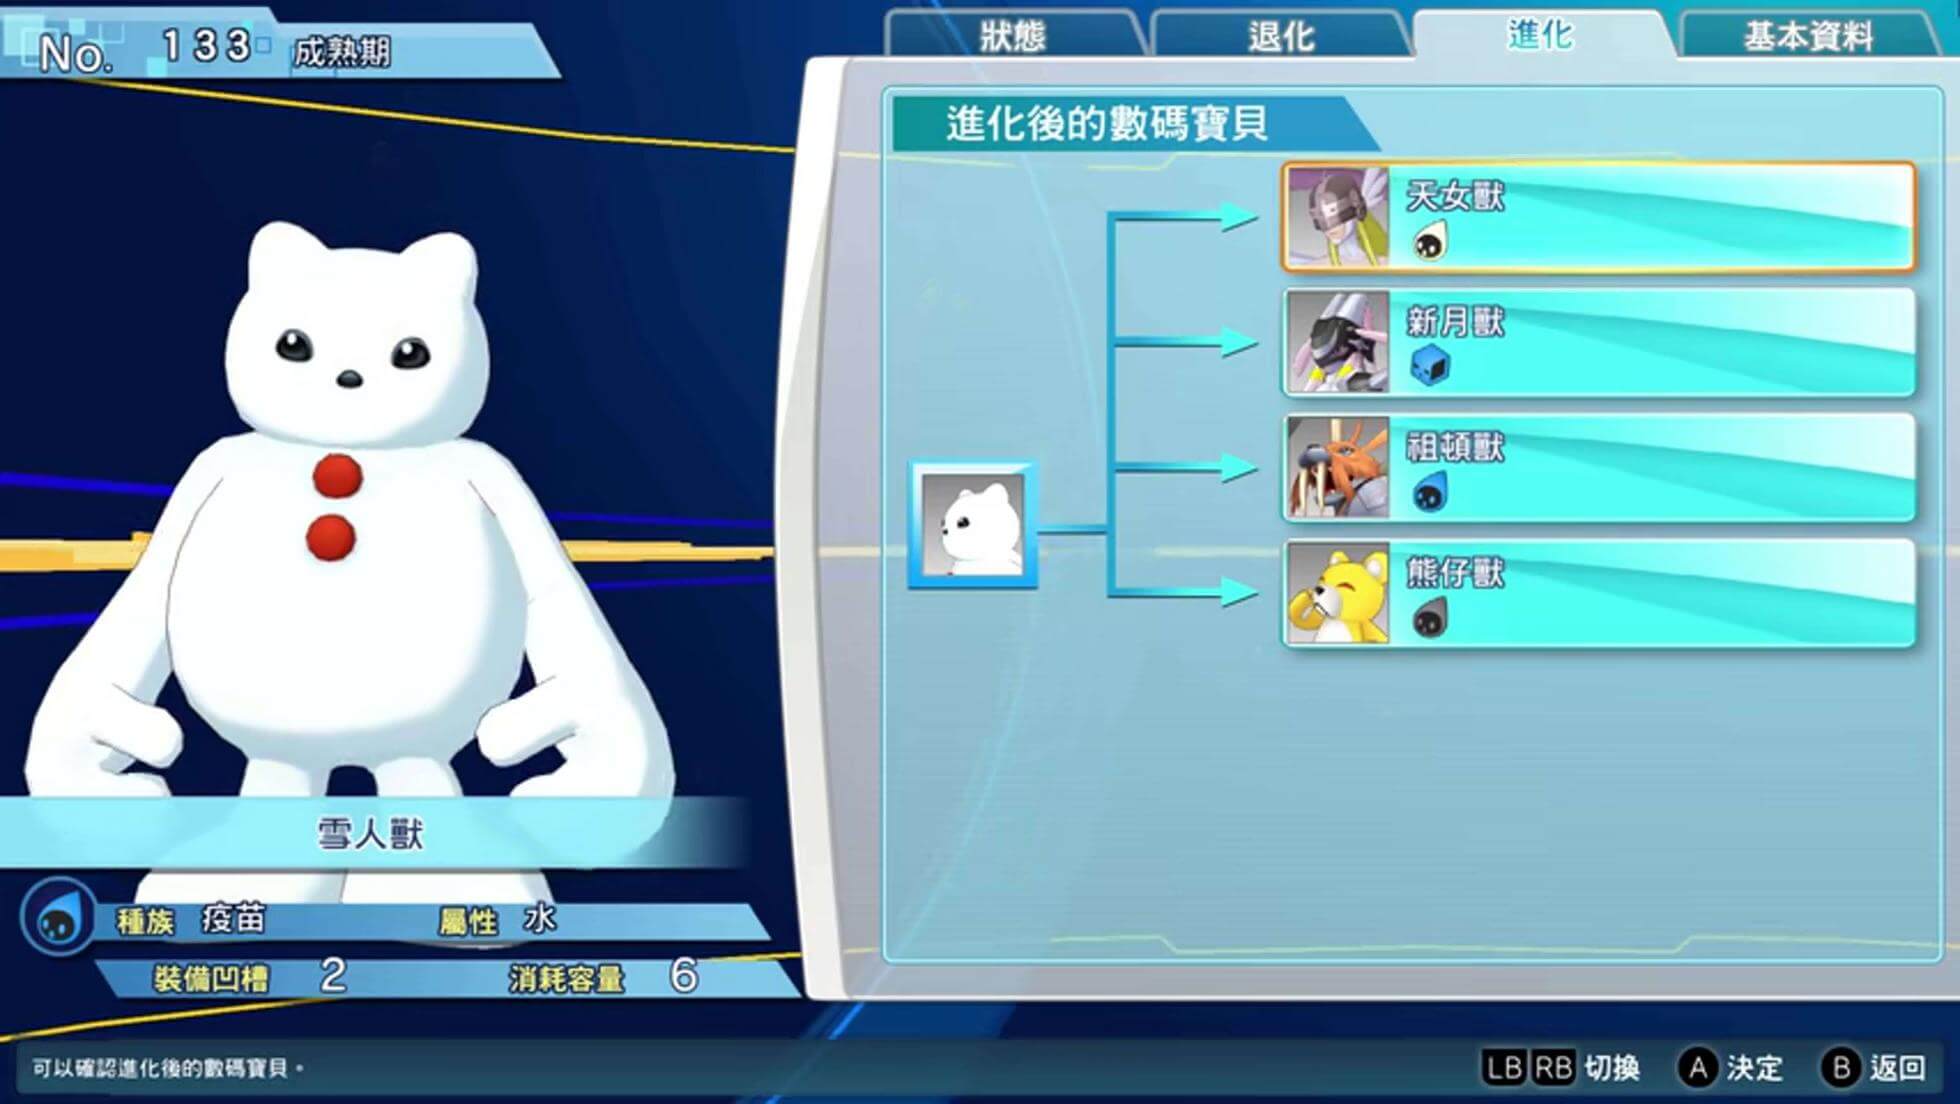 No. 133 成熟期
狀態 退化 進化 基本資料
進化後的數碼寶貝
天女獸
新月獸
祖頓獸
熊仔獸
雪人獸
種族 疫苗 屬性 水
裝備凹槽 2 消耗容量 6
可以確認進化後的數碼寶貝。
LB RB 切換 A 決定 B 返回